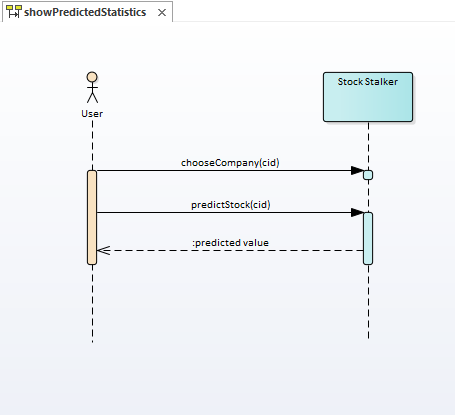 showPredictedStatistics
User
Stock Stalker
chooseCompany(cid)
predictStock(cid)
:predicted value